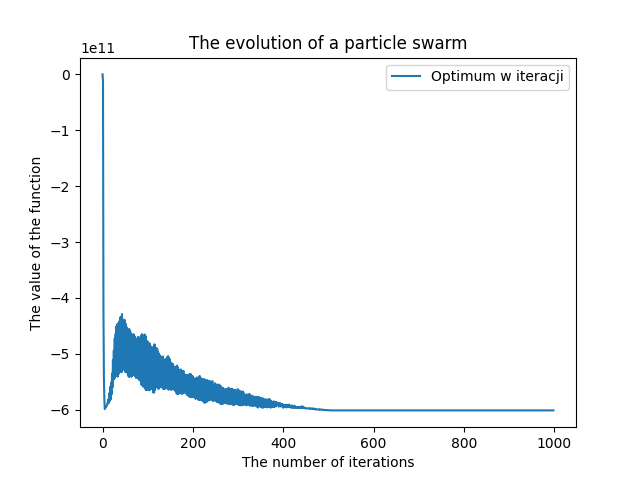 The evolution of a particle swarm
1e11
Optimum w iteracji
0
−1
−2
−3
−4
−5
−6
The value of the function
0 200 400 600 800 1000
The number of iterations